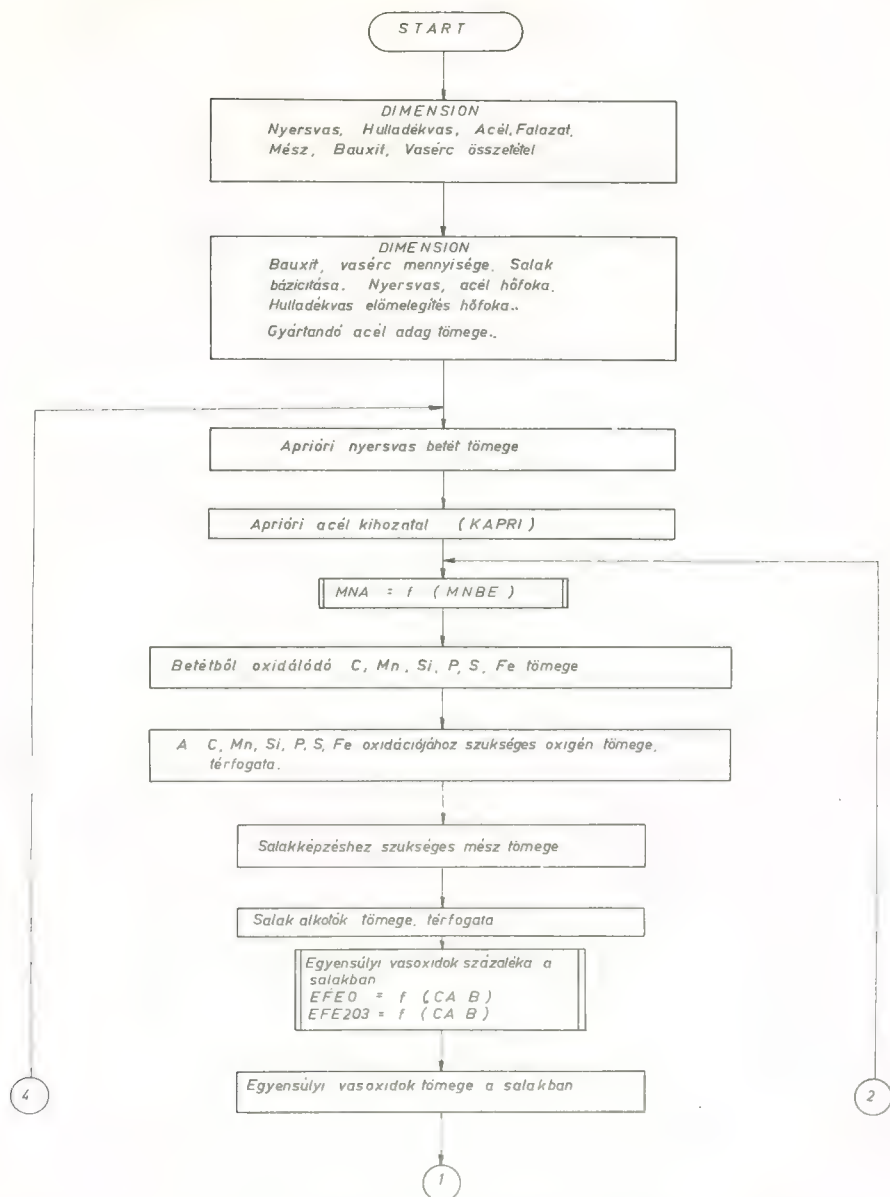 START
DIMENSION
Nyersvas, Hulladékvas, Acél, Falazat,
Mész, Bauxit, Vasérc összetétel
DIMENSION
Bauxit, vasérc mennyisége. Salak
bázicitása. Nyersvas, acél hőfoka,
Hulladékvas előmelegítés hőfoka..
Gyártandó acél adag tömege..
Aprióri nyersvas betét tömege
Aprióri acél kihozatal (KAPRI)
MNA = f (MNBE)
Betétből oxidálódó C, Mn, Si, P, S, Fe tömege
A C, Mn, Si, P, S, Fe oxidációjához szukséges oxigén tömege,
térfogata.
Salakképzéshez szukséges mész tömege
Salak alkotók tömege, térfogata
Egyensúlyi vasoxidok százaléka a
salakban
EFEO = f (CA B)
EFE203 = f (CA B)
Egyensúlyi vasoxidok tömege a salakban
4
2
1